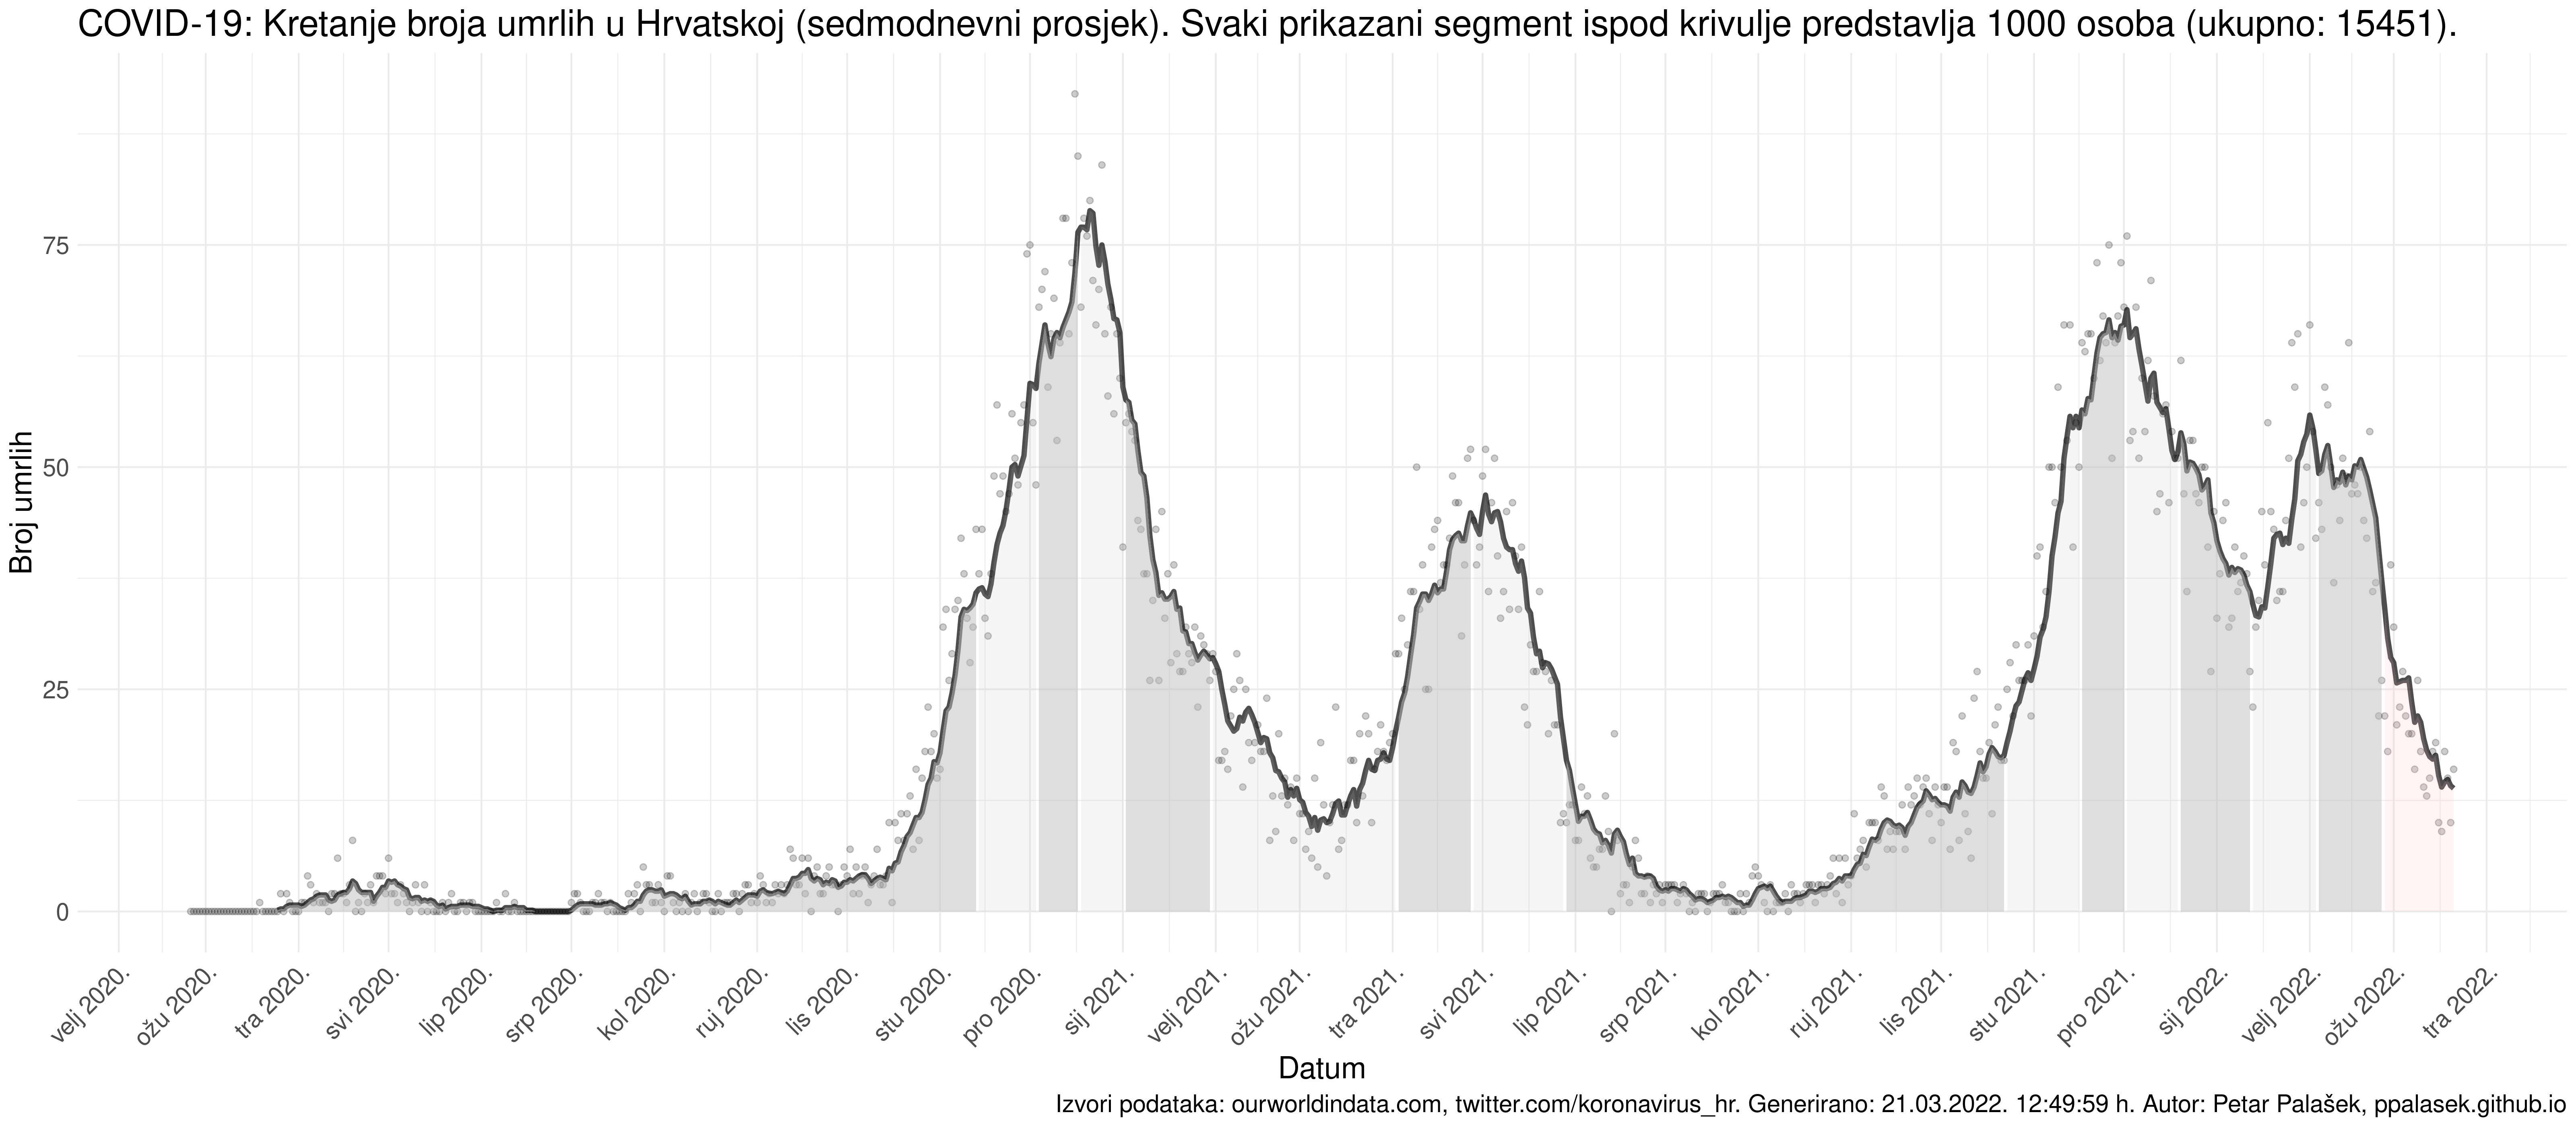 COVID-19: Kretanje broja umrlih u Hrvatskoj (sedmodnevni prosjek). Svaki prikazani segment ispod krivulje predstavlja 1000 osoba (ukupno: 15451).
Broj umrlih
75
50
25
0
velj 2020.
ožu 2020.
tra 2020.
svi 2020.
lip 2020.
srp 2020.
kol 2020.
ruj 2020.
lis 2020.
stu 2020.
pro 2020.
sij 2021.
velj 2021.
ožu 2021.
tra 2021.
svi 2021.
lip 2021.
srp 2021.
kol 2021.
ruj 2021.
lis 2021.
stu 2021.
pro 2021.
sij 2022.
velj 2022.
ožu 2022.
tra 2022.
Datum
Izvori podataka: ourworldindata.com, twitter.com/koronavirus_hr. Generirano: 21.03.2022. 12:49:59 h. Autor: Petar Palašek, ppalasek.github.io